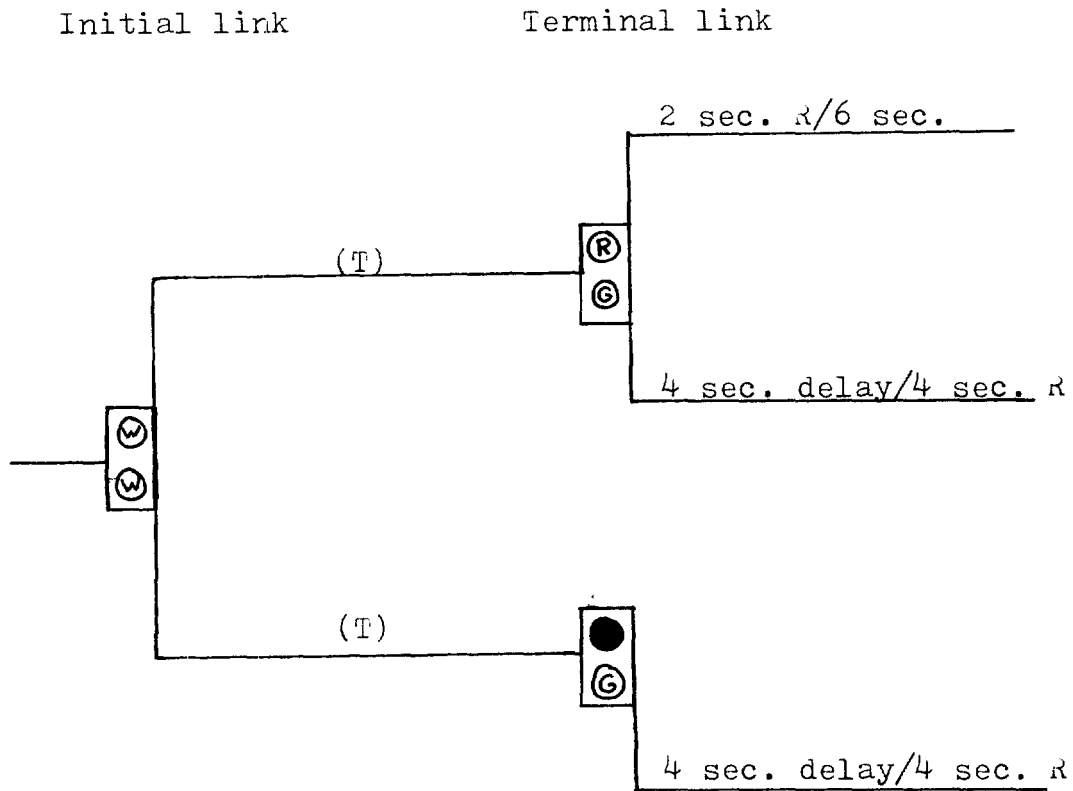 Initial link
Terminal link
2 sec. R/6 sec.
R
G
(T)
4 sec. delay/4 sec. R
W
W
(T)
G
4 sec. delay/4 sec. R